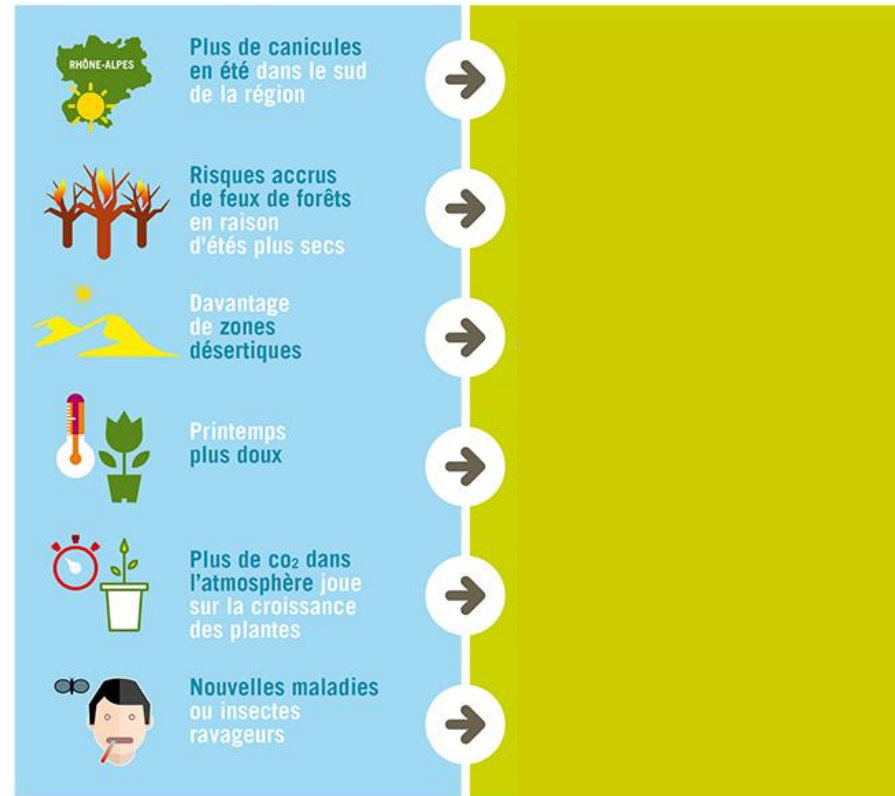 RHÔNE-ALPES
Plus de canicules
en été dans le sud
de la région
Risques accrus
de feux de forêts
en raison
d'étés plus secs
Davantage
de zones
désertiques
Printemps
plus doux
Plus de co₂ dans
l'atmosphère joue
sur la croissance
des plantes
Nouvelles maladies
ou insectes
ravageurs